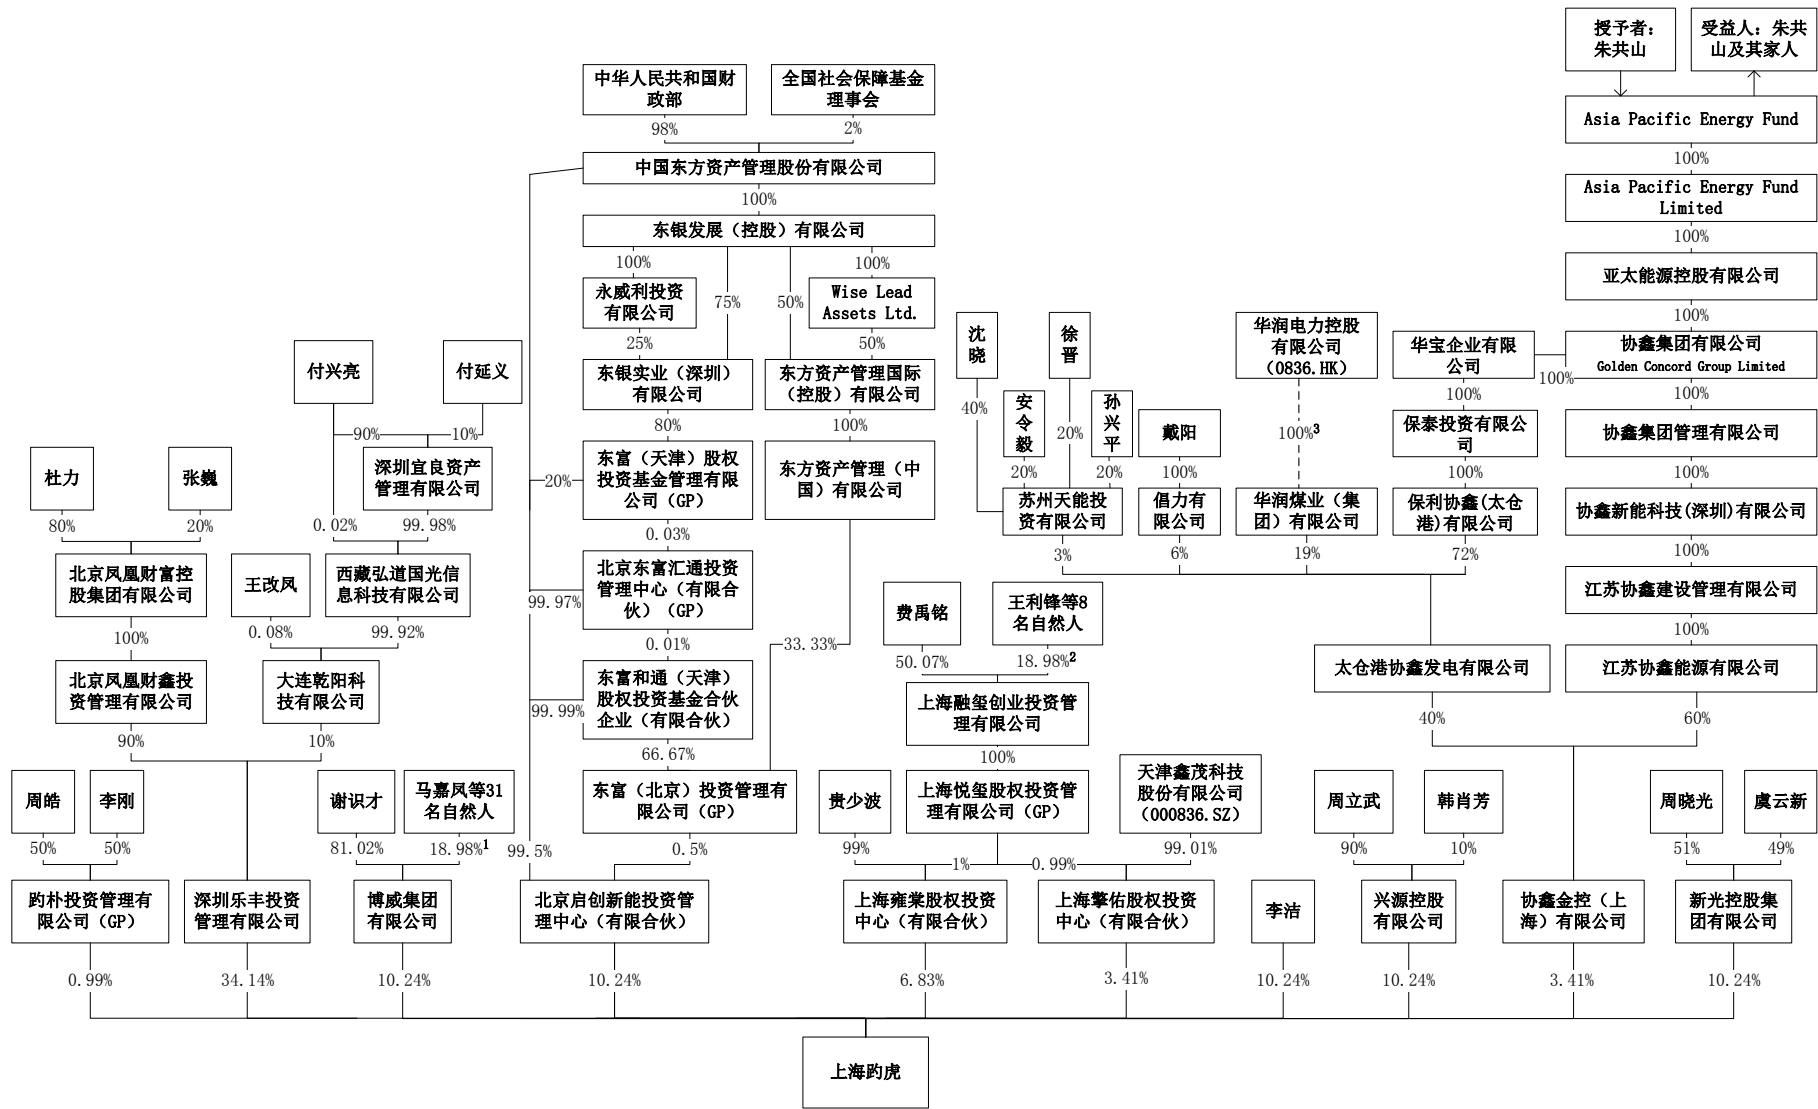 授予者：
朱共山
受益人：朱共
山及其家人
中华人民共和国财
政部
全国社会保障基金
理事会
Asia Pacific Energy Fund
98%
2%
100%
中国东方资产管理股份有限公司
Asia Pacific Energy Fund
Limited
100%
东银发展（控股）有限公司
100%
100%
100%
亚太能源控股有限公司
永威利投资
有限公司
75%
50%
Wise Lead
Assets Ltd.
100%
沈
晓
徐
晋
华润电力控股
有限公司
（0836.HK）
华宝企业有限
公司
协鑫集团有限公司
Golden Concord Group Limited
25%
50%
付兴亮
付延义
东银实业（深圳）
有限公司
东方资产管理国际
（控股）有限公司
100%
100%
100%
40%
安
令
毅
孙
兴
平
80%
100%
戴阳
保泰投资有限公
司
协鑫集团管理有限公司
90%
10%
20%
100%3
杜力
张巍
深圳宜良资产
管理有限公司
东富（天津）股权
投资基金管理有限
公司（GP）
20%
东方资产管理（中
国）有限公司
20%
20%
100%
100%
100%
苏州天能投
资有限公司
倡力有
限公司
华润煤业（集
团）有限公司
保利协鑫(太仓
港)有限公司
协鑫新能科技(深圳)有限公司
80%
20%
0.02%
99.98%
0.03%
3%
6%
19%
72%
100%
北京凤凰财富控
股集团有限公司
王改凤
西藏弘道国光信
息科技有限公司
99.97%
北京东富汇通投资
管理中心（有限合
伙）（GP）
费禹铭
王利锋等8
名自然人
江苏协鑫建设管理有限公司
100%
0.08%
99.92%
0.01%
33.33%
50.07%
18.98%2
100%
北京凤凰财鑫投
资管理有限公司
大连乾阳科
技有限公司
99.99%
东富和通（天津）
股权投资基金合伙
企业（有限合伙）
上海融玺创业投资管
理有限公司
太仓港协鑫发电有限公司
江苏协鑫能源有限公司
90%
10%
66.67%
100%
40%
60%
周皓
李刚
谢识才
马嘉凤等31
名自然人
东富（北京）投资管理有
限公司（GP）
贵少波
上海悦玺股权投资管
理有限公司（GP）
天津鑫茂科技
股份有限公司
（000836.SZ）
周立武
韩肖芳
周晓光
虞云新
50%
50%
81.02%
18.98%1
99.5%
0.5%
99%
1%
0.99%
99.01%
90%
10%
51%
49%
趵朴投资管理有
限公司（GP）
深圳乐丰投资
管理有限公司
博威集团
有限公司
北京启创新能投资管
理中心（有限合伙）
上海雍棠股权投资
中心（有限合伙）
上海擎佑股权投资
中心（有限合伙）
李洁
兴源控股
有限公司
协鑫金控（上
海）有限公司
新光控股集
团有限公司
0.99%
34.14%
10.24%
10.24%
6.83%
3.41%
10.24%
10.24%
3.41%
10.24%
上海趵虎